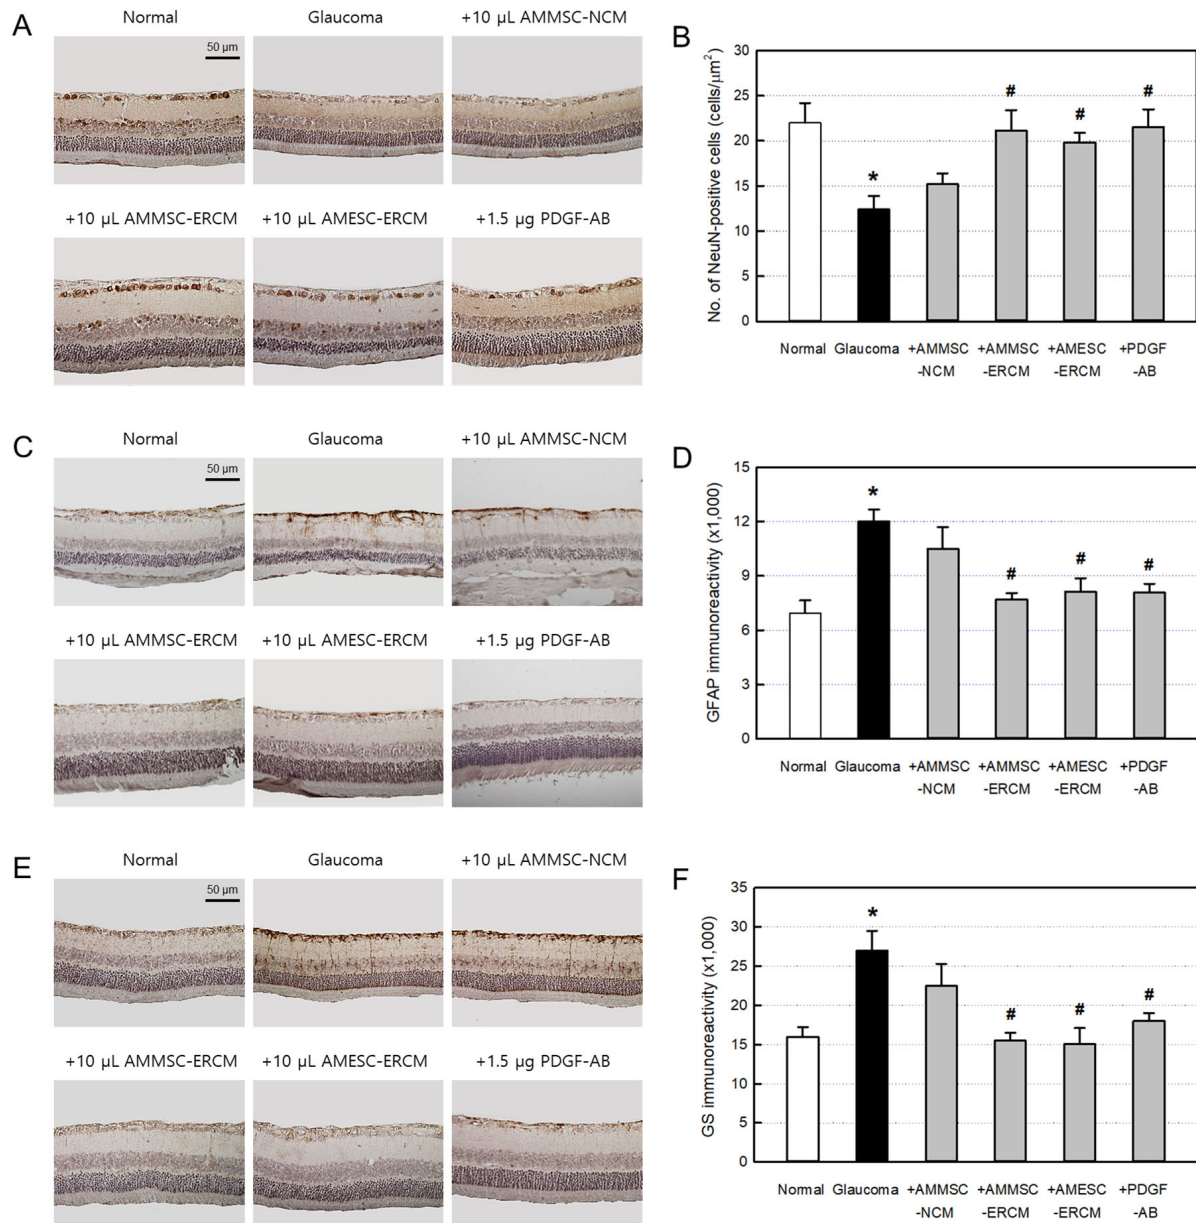 A
Normal
Glaucoma
+10 µL AMMSC-NCM
50 µm
+10 µL AMMSC-ERCM
+10 µL AMESC-ERCM
+1.5 µg PDGF-AB
B
No. of NeuN-positive cells (cells/µm²)
30
25
20
15
10
5
0
*
#
#
#
Normal Glaucoma +AMMSC +AMMSC +AMESC +PDGF
-NCM -ERCM -ERCM -AB
C
Normal
Glaucoma
+10 µL AMMSC-NCM
50 µm
+10 µL AMMSC-ERCM
+10 µL AMESC-ERCM
+1.5 µg PDGF-AB
D
GFAP immunoreactivity (x1,000)
15
12
9
6
3
0
*
#
#
#
Normal Glaucoma +AMMSC +AMMSC +AMESC +PDGF
-NCM -ERCM -ERCM -AB
E
Normal
Glaucoma
+10 µL AMMSC-NCM
50 µm
+10 µL AMMSC-ERCM
+10 µL AMESC-ERCM
+1.5 µg PDGF-AB
F
GS immunoreactivity (x1,000)
35
30
25
20
15
10
5
0
*
#
#
#
Normal Glaucoma +AMMSC +AMMSC +AMESC +PDGF
-NCM -ERCM -ERCM -AB